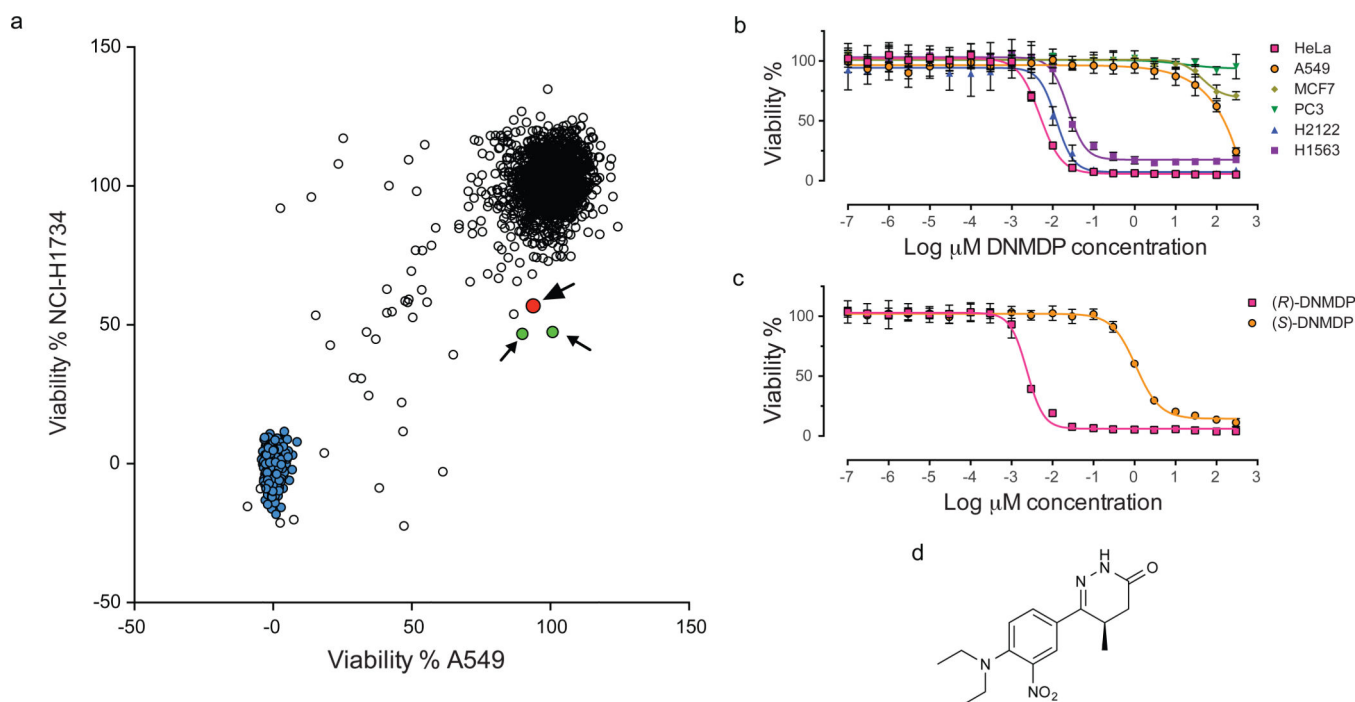 a
150
100
50
0
-50
-50
-0
50
100
150
Viability % NCI-H1734
Viability % A549
b
100
50
0
Viability %
-7
-6
-5
-4
-3
-2
-1
0
1
2
3
Log μM DNMDP concentration
HeLa
A549
MCF7
PC3
H2122
H1563
c
100
50
0
Viability %
-7
-6
-5
-4
-3
-2
-1
0
1
2
3
Log μM concentration
(R)-DNMDP
(S)-DNMDP
d
H
N
N
O
N
NO₂